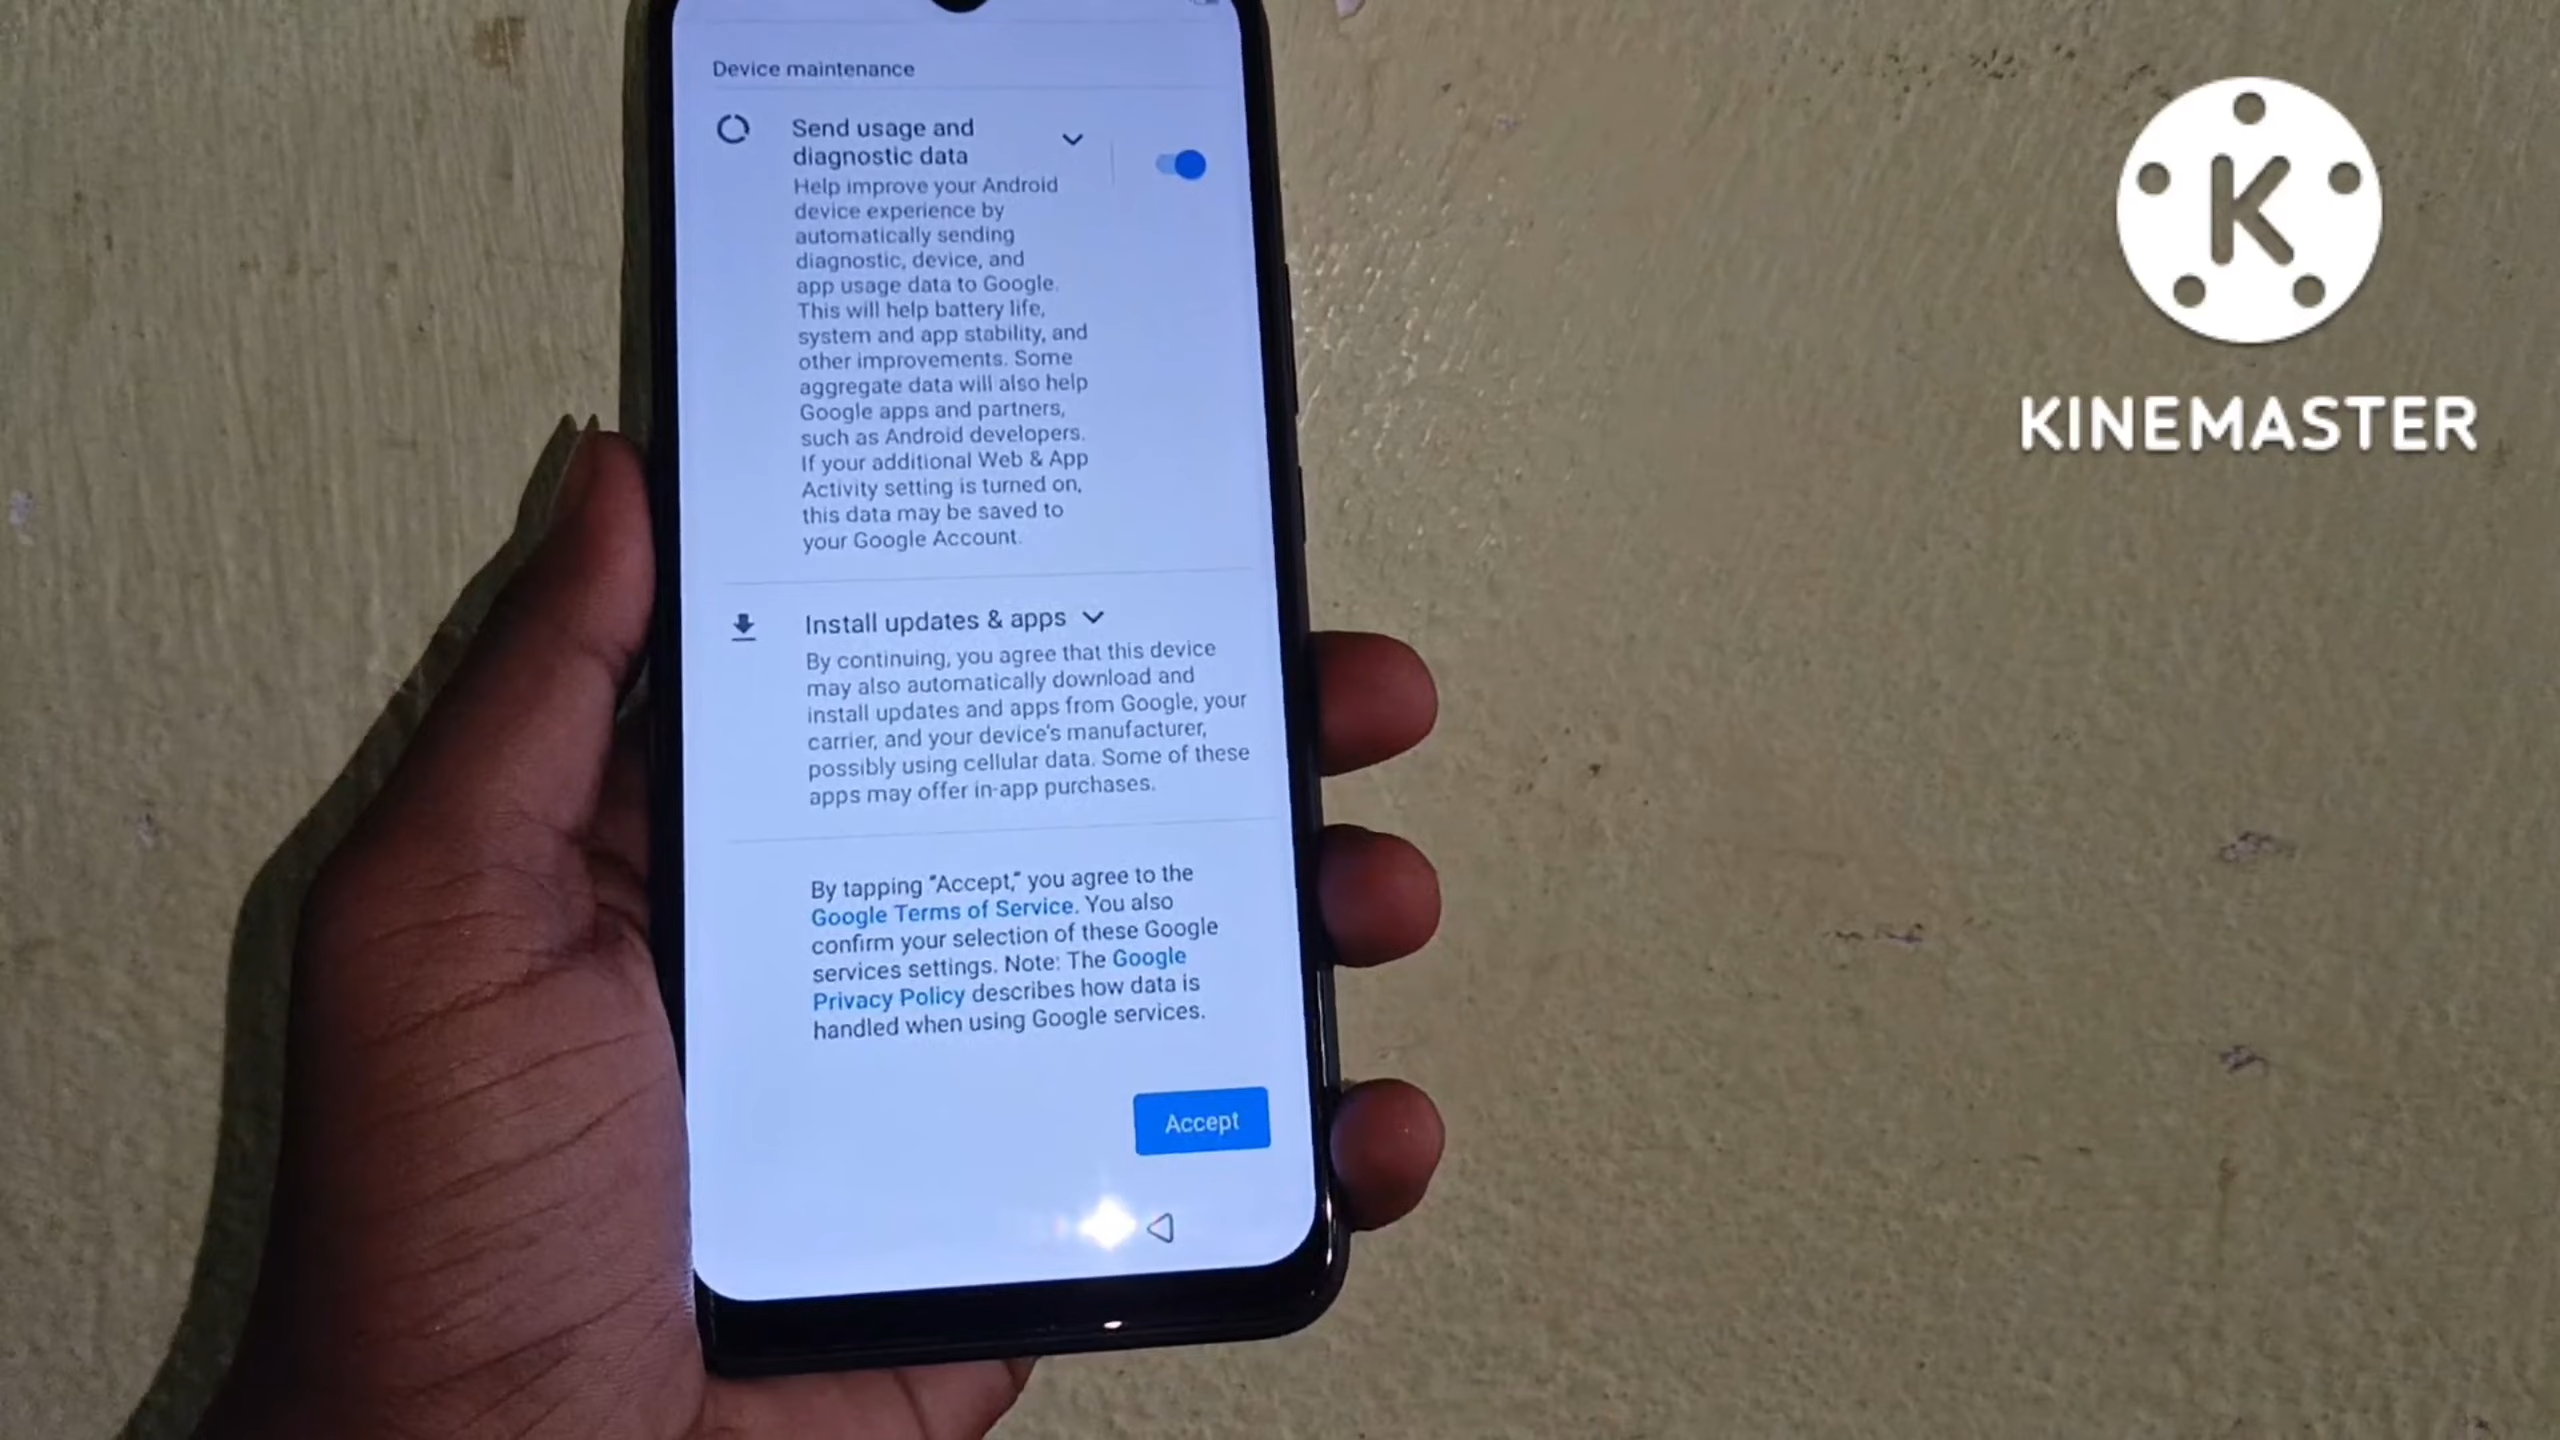 Device maintenance
Send usage and
diagnostic data
Help improve your Android
device experience by
automatically sending
diagnostic, device, and
app usage data to Google.
This will help battery life,
system and app stability, and
other improvements. Some
aggregate data will also help
Google apps and partners,
such as Android developers.
If your additional Web & App
Activity setting is turned on,
this data may be saved to
your Google Account.
Install updates & apps
By continuing, you agree that this device
may also automatically download and
install updates and apps from Google, your
carrier, and your device's manufacturer,
possibly using cellular data. Some of these
apps may offer in-app purchases.
By tapping “Accept,” you agree to the
Google Terms of Service. You also
confirm your selection of these Google
services settings. Note: The Google
Privacy Policy describes how data is
handled when using Google services.
Accept
K
KINEMASTER